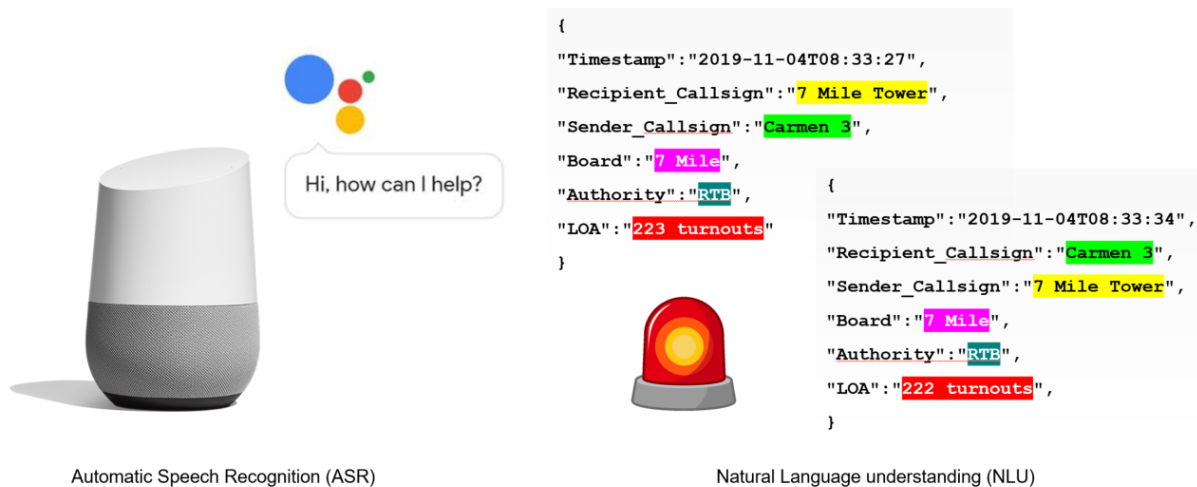 Hi, how can I help?
{
"Timestamp":"2019-11-04T08:33:27",
"Recipient_Callsign":"7 Mile Tower",
"Sender_Callsign":"Carmen 3",
"Board":"7 Mile",
"Authority":"RTB",
"LOA":"223 turnouts"
}
{
"Timestamp":"2019-11-04T08:33:34",
"Recipient_Callsign":"Carmen 3",
"Sender_Callsign":"7 Mile Tower",
"Board":"7 Mile",
"Authority":"RTB",
"LOA":"222 turnouts",
}
Automatic Speech Recognition (ASR)
Natural Language understanding (NLU)